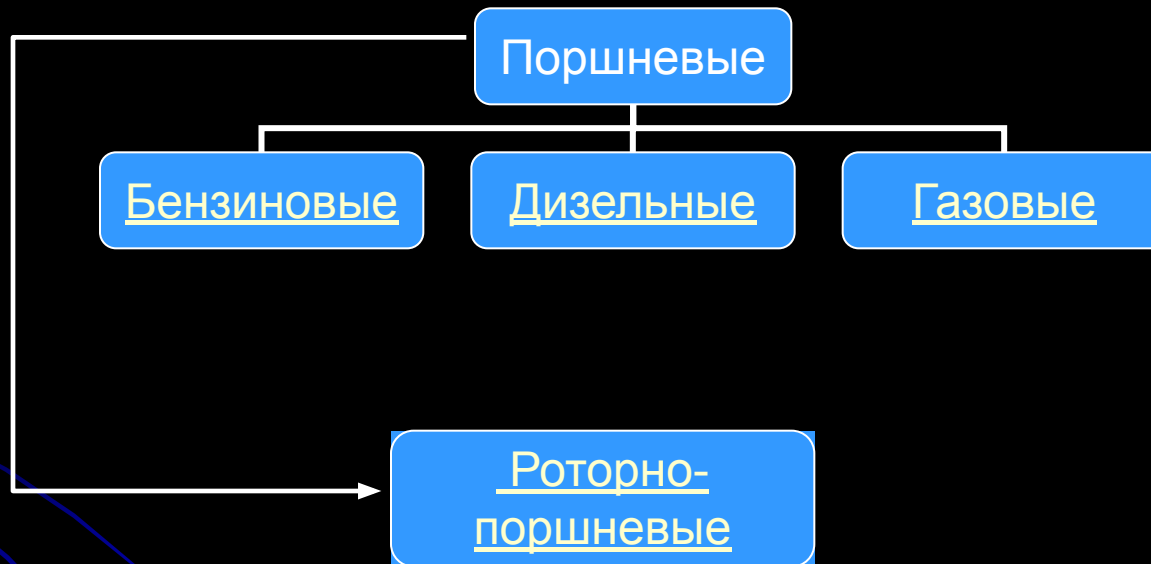 Поршневые
Бензиновые
Дизельные
Газовые
Роторно-
поршневые